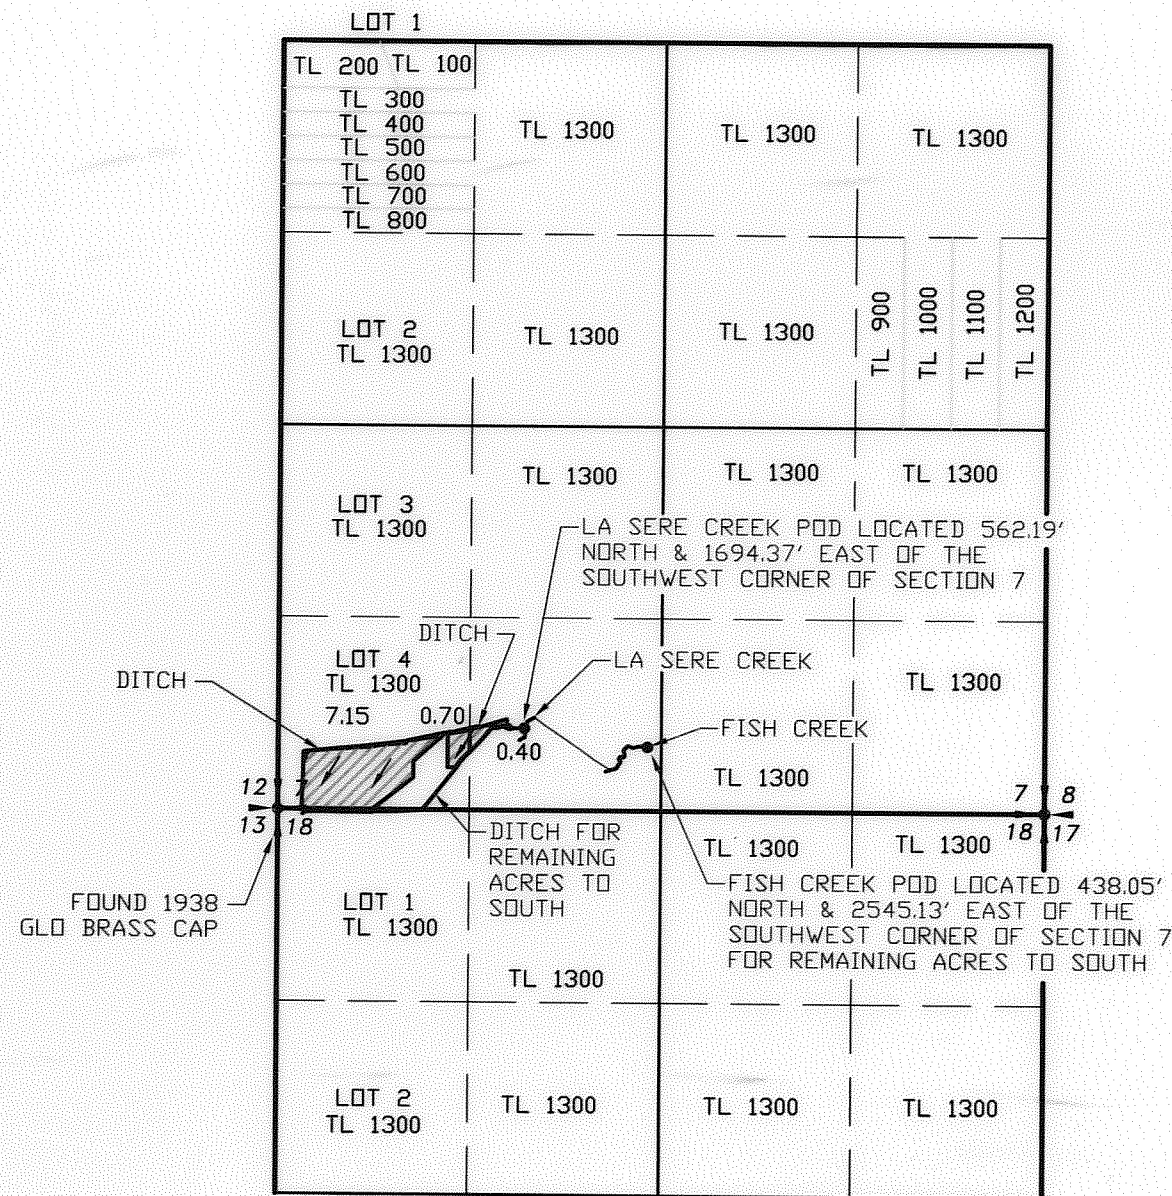 LOT 1
TL 200 TL 100
TL 300
TL 400
TL 500
TL 600
TL 700
TL 800
TL 1300
TL 1300
TL 1300
LOT 2
TL 1300
TL 1300
TL 1300
TL 900
TL 1000
TL 1100
TL 1200
LOT 3
TL 1300
TL 1300
TL 1300
TL 1300
LA SERE CREEK POD LOCATED 562.19'
NORTH & 1694.37' EAST OF THE
SOUTHWEST CORNER OF SECTION 7
DITCH
LOT 4
TL 1300
LA SERE CREEK
DITCH
TL 1300
7.15
0.70
0.40
FISH CREEK
TL 1300
12 7
13 18
7 8
18 17
DITCH FOR
REMAINING
ACRES TO
SOUTH
TL 1300
TL 1300
FOUND 1938
GLO BRASS CAP
LOT 1
TL 1300
FISH CREEK POD LOCATED 438.05'
NORTH & 2545.13' EAST OF THE
SOUTHWEST CORNER OF SECTION 7
FOR REMAINING ACRES TO SOUTH
TL 1300
LOT 2
TL 1300
TL 1300
TL 1300
TL 1300